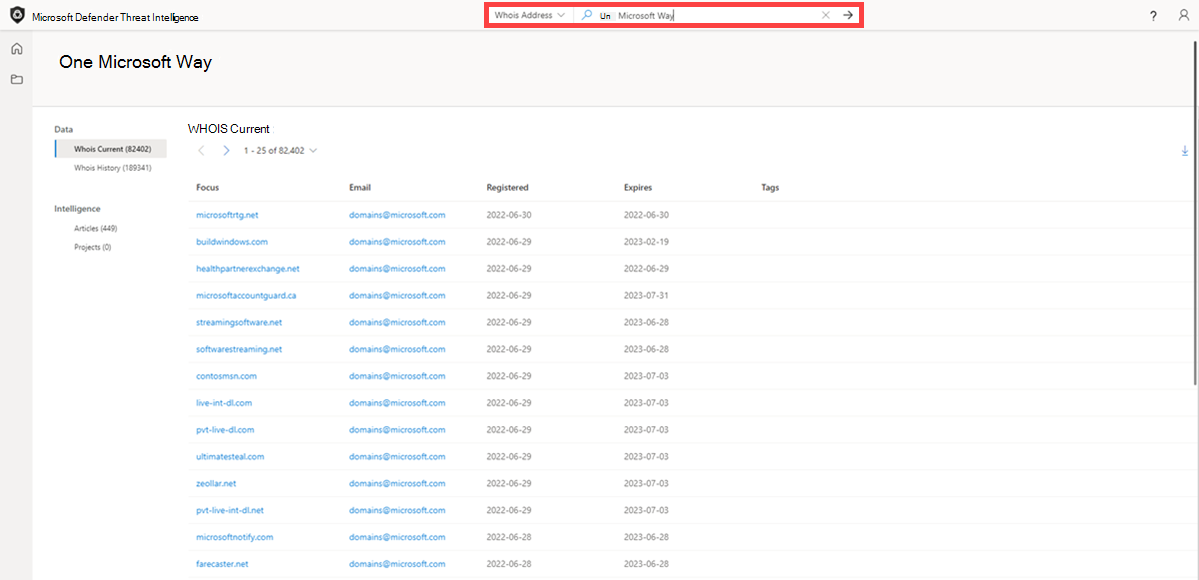 Microsoft Defender Threat Intelligence
Whois Address Un Microsoft Way
?
One Microsoft Way
Data
Whois Current (82402)
Whois History (189341)
Intelligence
Articles (449)
Projects (0)
WHOIS Current
1 - 25 of 82.402
Focus Email Registered Expires Tags
microsoftrtg.net domains@microsoft.com 2022-06-30 2022-06-30
buildwindows.com domains@microsoft.com 2022-06-29 2023-02-19
healthpartnerexchange.net domains@microsoft.com 2022-06-29 2022-06-29
microsoftaccountguard.ca domains@microsoft.com 2022-06-29 2023-07-31
streamingsoftware.net domains@microsoft.com 2022-06-29 2023-06-28
softwarestreaming.net domains@microsoft.com 2022-06-29 2023-06-28
contosmsn.com domains@microsoft.com 2022-06-29 2023-07-03
live-int-dl.com domains@microsoft.com 2022-06-29 2023-07-03
pvt-live-dl.com domains@microsoft.com 2022-06-29 2023-07-03
ultimatesteal.com domains@microsoft.com 2022-06-29 2023-07-03
zeollar.net domains@microsoft.com 2022-06-29 2023-07-03
pvt-live-int-dl.net domains@microsoft.com 2022-06-29 2023-07-03
microsoftnotify.com domains@microsoft.com 2022-06-28 2023-06-28
farecaster.net domains@microsoft.com 2022-06-28 2023-06-28